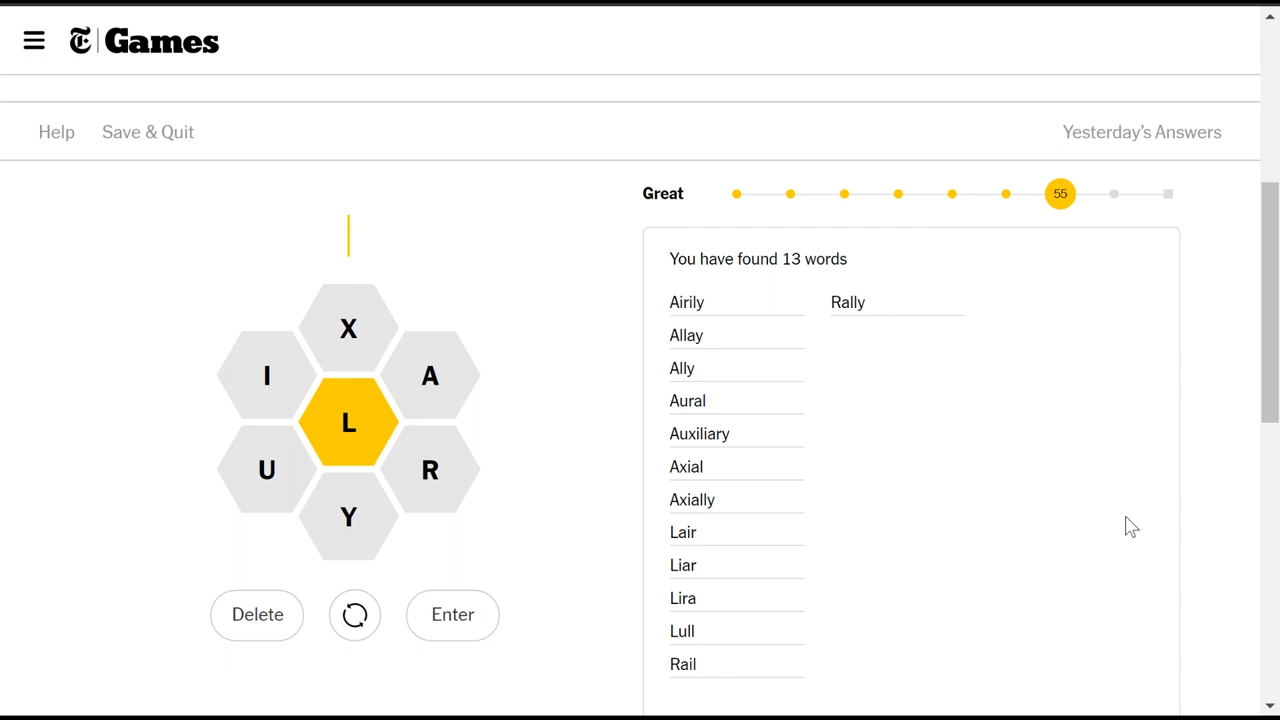 T Games
Help Save & Quit Yesterday's Answers
Great 55
You have found 13 words
Airily Rally
Allay
Ally
Aural
Auxiliary
Axial
Axially
Lair
Liar
Lira
Lull
Rail
X
I A
L
U R
Y
Delete Enter